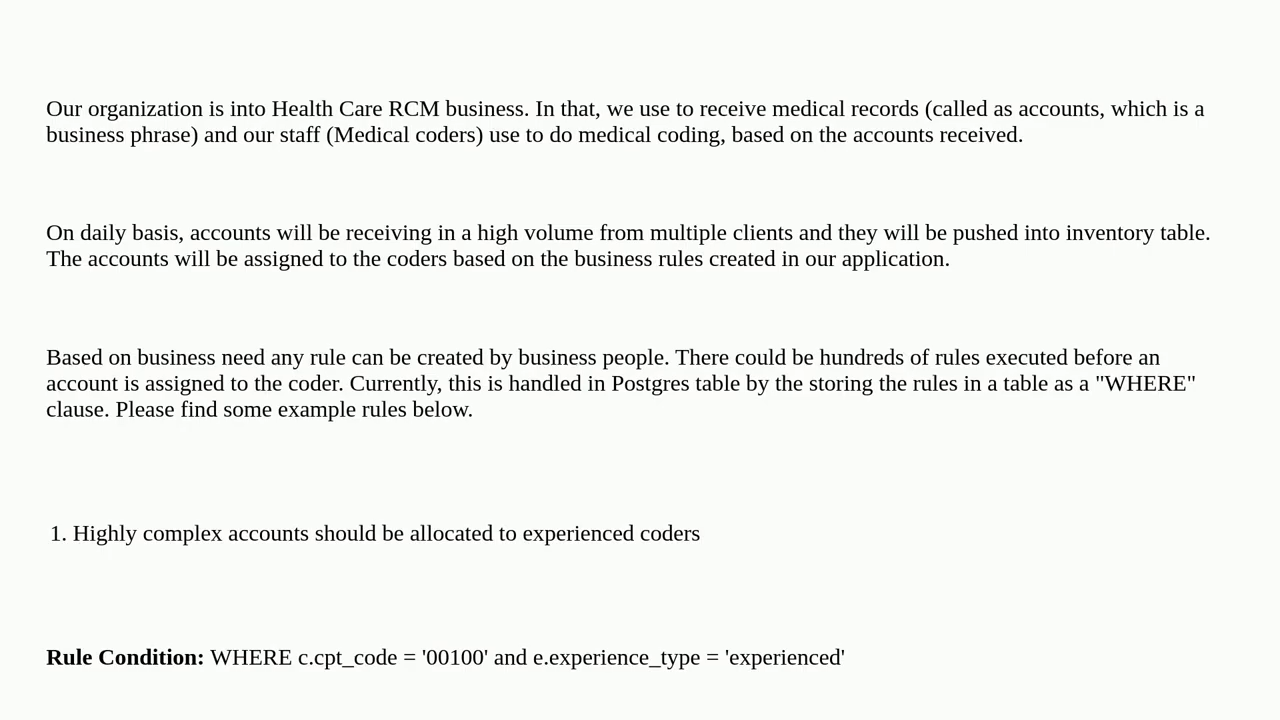 Our organization is into Health Care RCM business. In that, we use to receive medical records (called as accounts, which is a
business phrase) and our staff (Medical coders) use to do medical coding, based on the accounts received.
On daily basis, accounts will be receiving in a high volume from multiple clients and they will be pushed into inventory table.
The accounts will be assigned to the coders based on the business rules created in our application.
Based on business need any rule can be created by business people. There could be hundreds of rules executed before an
account is assigned to the coder. Currently, this is handled in Postgres table by the storing the rules in a table as a "WHERE"
clause. Please find some example rules below.
1. Highly complex accounts should be allocated to experienced coders
Rule Condition: WHERE c.cpt_code = '00100' and e.experience_type = 'experienced'